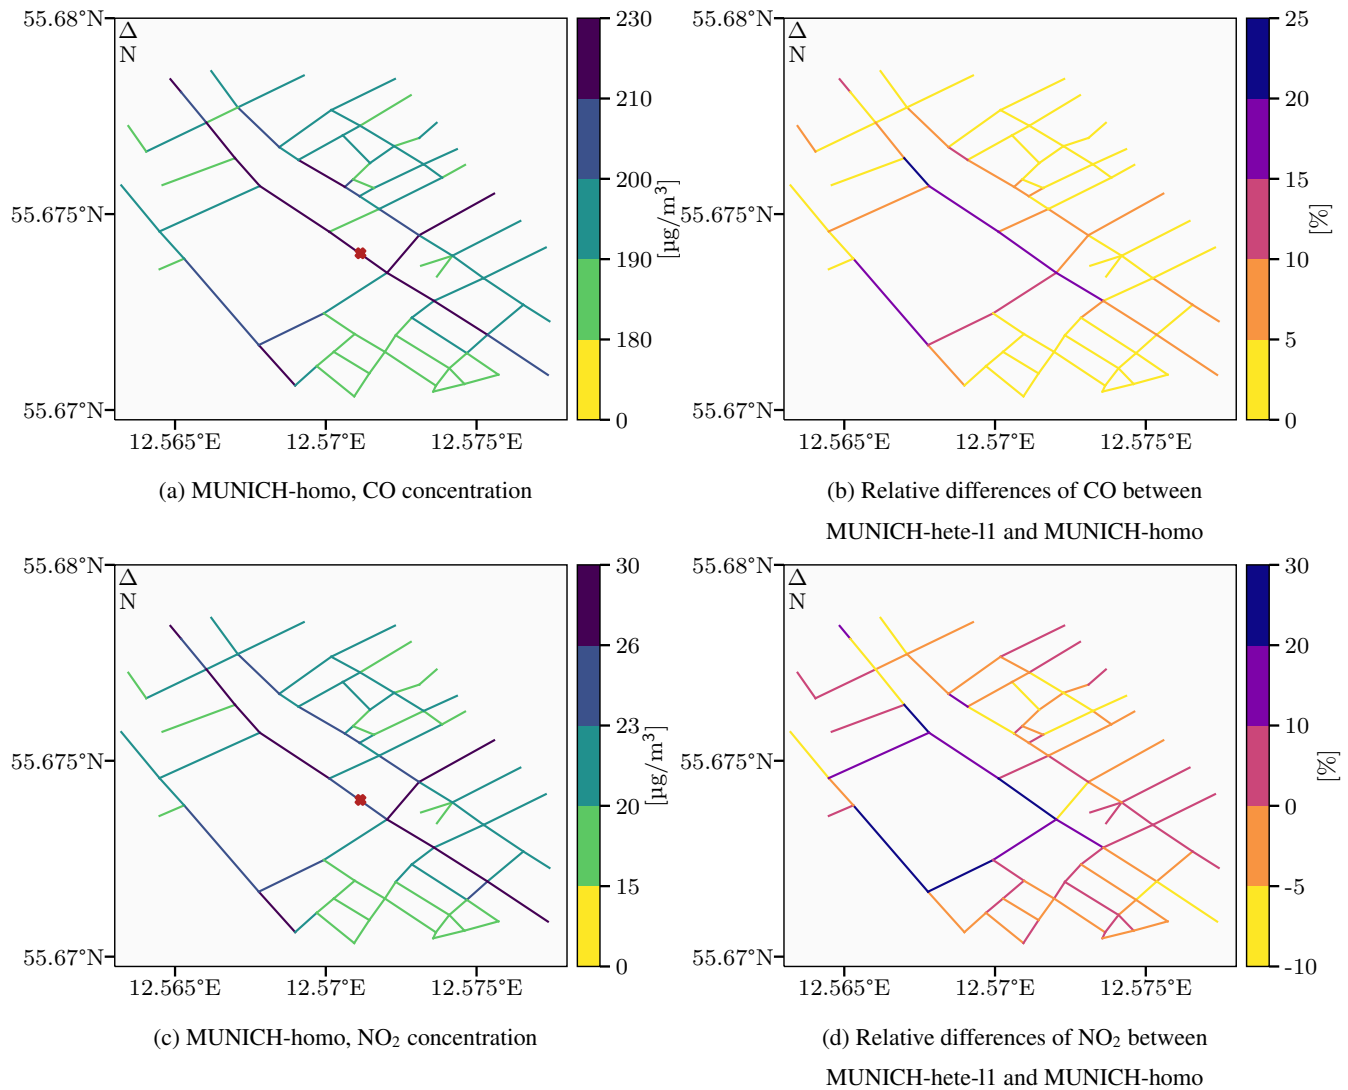 55.68°N
Δ
N
55.675°N
55.67°N
12.565°E 12.57°E 12.575°E
230
210
200
190
180
0
[µg/m³]
(a) MUNICH-homo, CO concentration
55.68°N
Δ
N
55.675°N
55.67°N
12.565°E 12.57°E 12.575°E
25
20
15
10
5
0
[%]
(b) Relative differences of CO between
MUNICH-hete-l1 and MUNICH-homo
55.68°N
Δ
N
55.675°N
55.67°N
12.565°E 12.57°E 12.575°E
30
26
23
20
15
0
[µg/m³]
(c) MUNICH-homo, NO₂ concentration
55.68°N
Δ
N
55.675°N
55.67°N
12.565°E 12.57°E 12.575°E
30
20
10
0
-5
-10
[%]
(d) Relative differences of NO₂ between
MUNICH-hete-l1 and MUNICH-homo